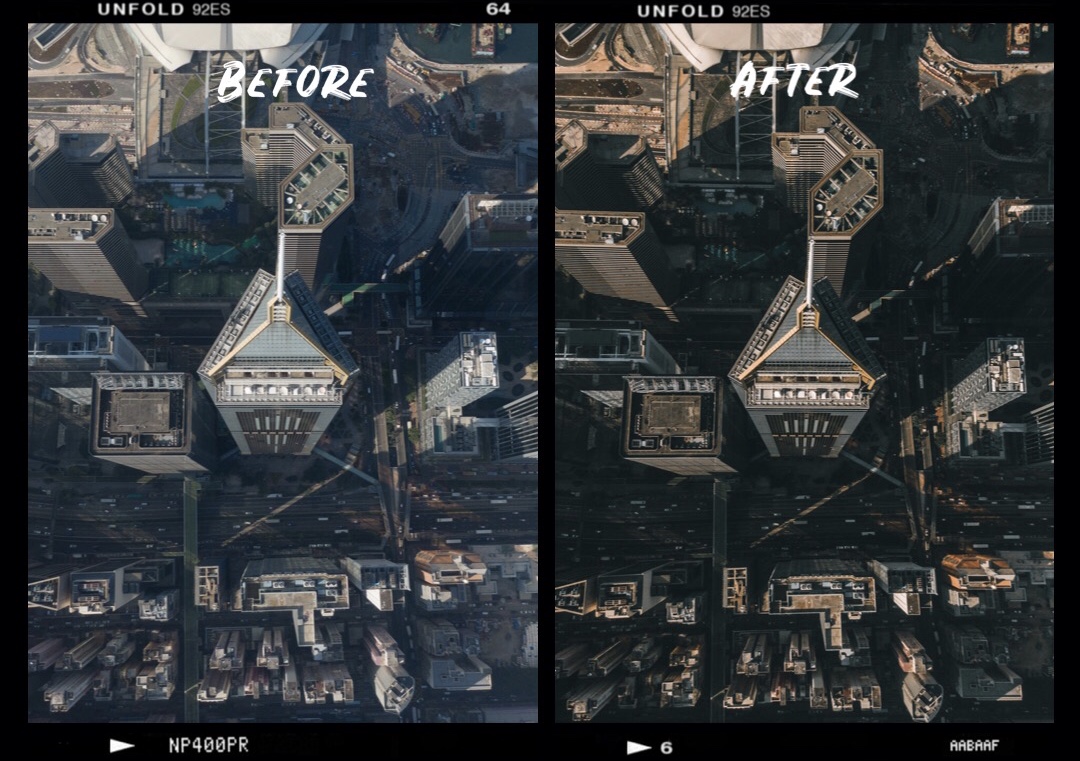 UNFOLD 92ES
64
UNFOLD 92ES
BEFORE
AFTER
NP400PR
6
AABAAF